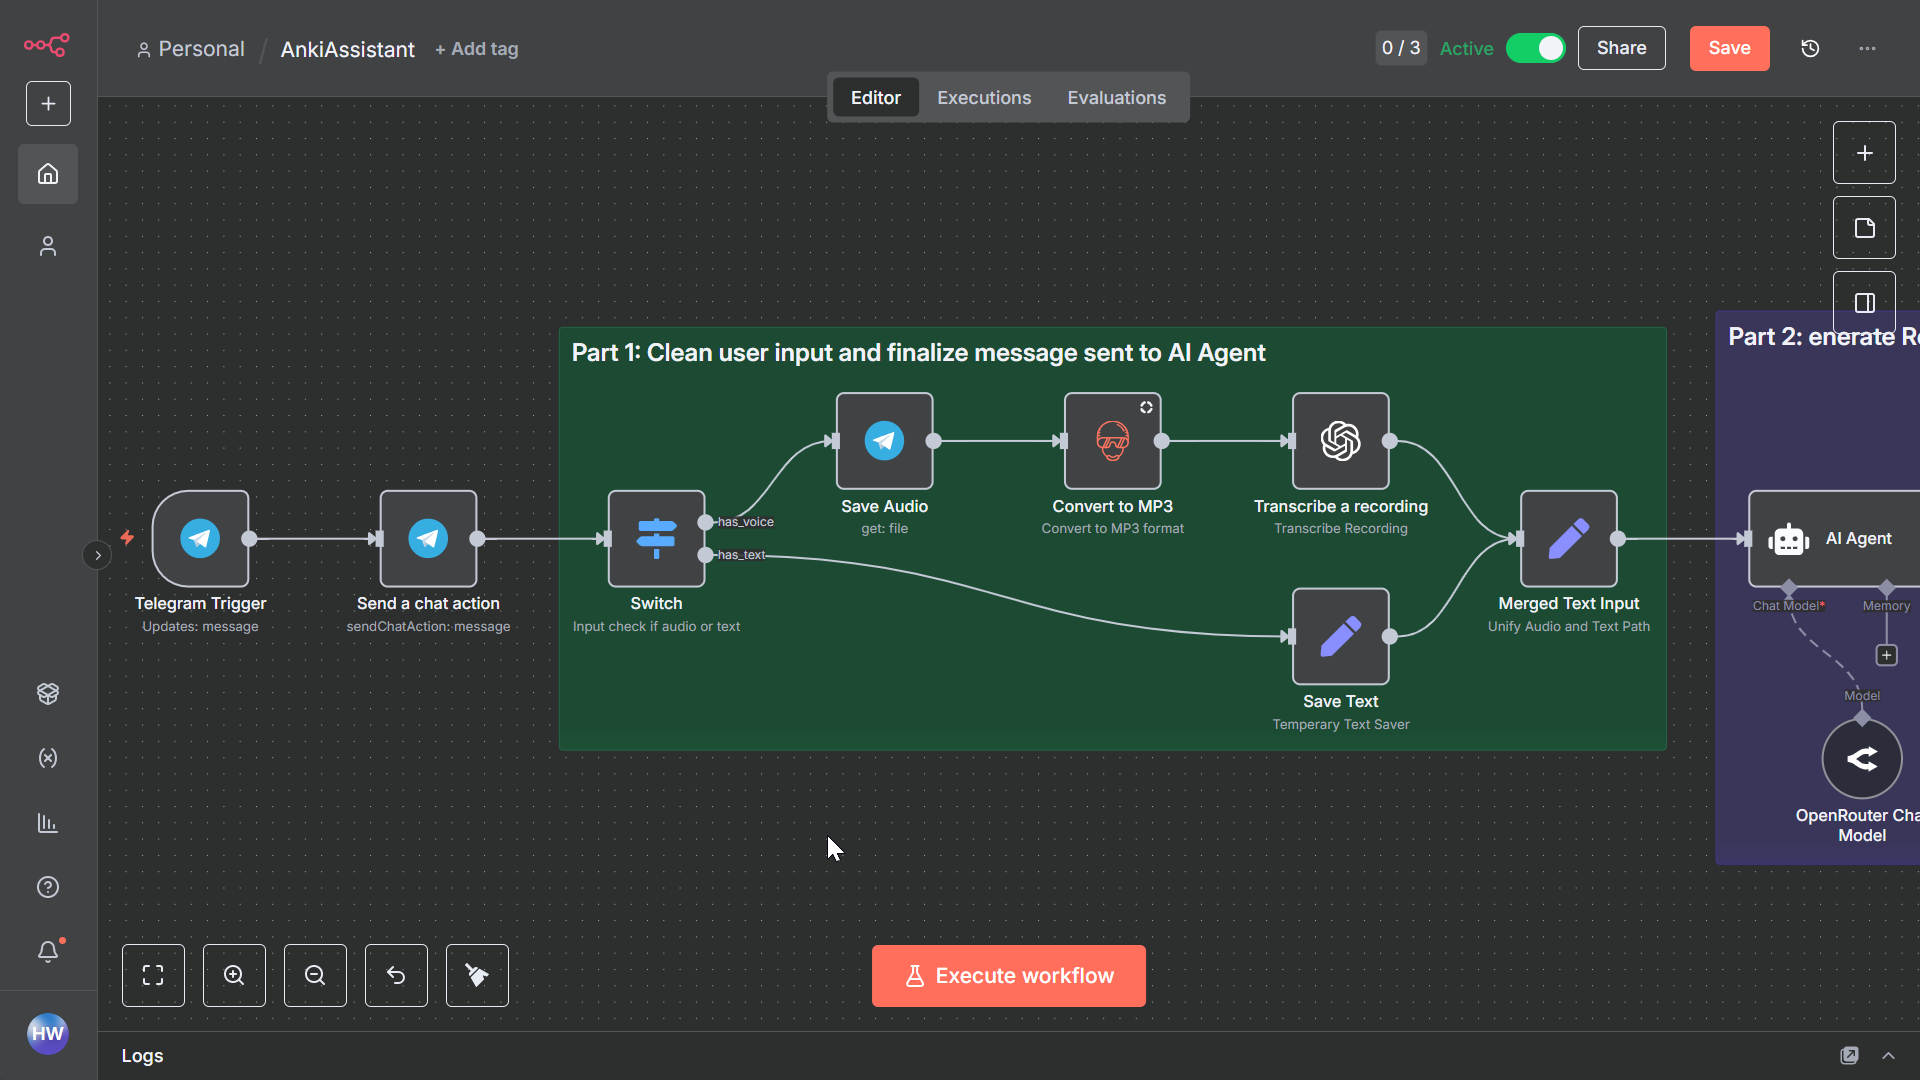 Personal / AnkiAssistant + Add tag
0 / 3 Active Share Save
Editor Executions Evaluations
Part 1: Clean user input and finalize message sent to AI Agent
Part 2: enerate Re
Save Audio
get: file
Convert to MP3
Convert to MP3 format
Transcribe a recording
Transcribe Recording
has_voice
has_text
Telegram Trigger
Updates: message
Send a chat action
sendChatAction: message
Switch
Input check if audio or text
Merged Text Input
Unify Audio and Text Path
AI Agent
Chat Model*
Memory
Save Text
Temperary Text Saver
Model
OpenRouter Cha
Model
Execute workflow
HW
Logs